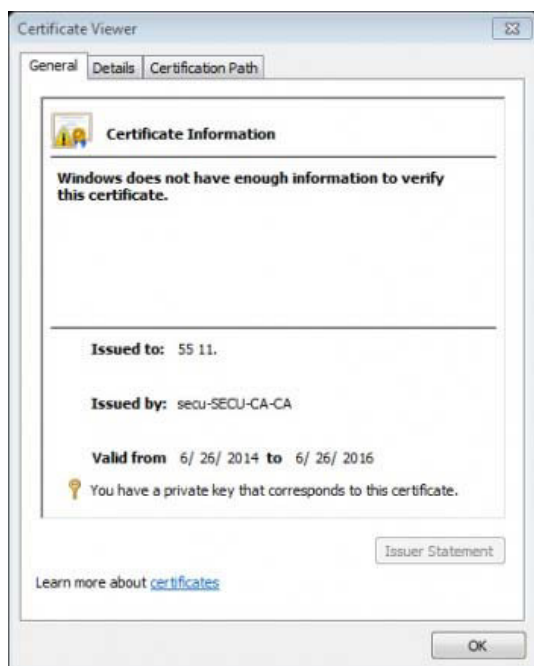 Certificate Viewer
General Details Certification Path
Certificate Information
Windows does not have enough information to verify
this certificate.
Issued to: 55 11.
Issued by: secu-SECU-CA-CA
Valid from 6/ 26/ 2014 to 6/ 26/ 2016
You have a private key that corresponds to this certificate.
Issuer Statement
Learn more about certificates
OK